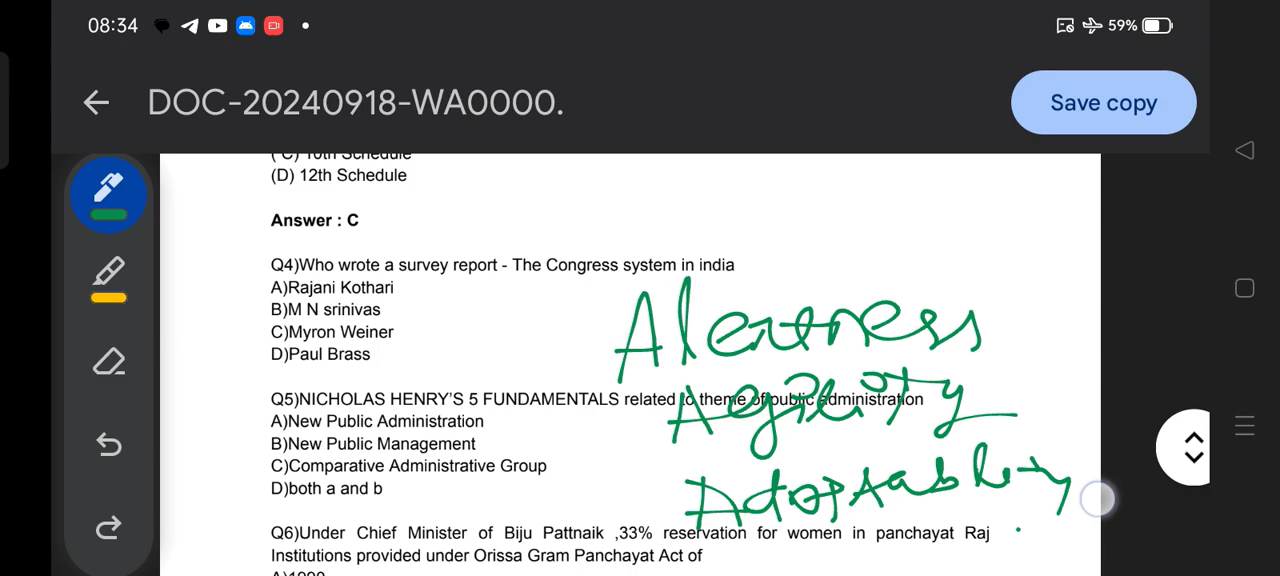 08:34
59%
DOC-20240918-WA0000.
Save copy
(C) 10th Schedule
(D) 12th Schedule
Answer : C
Q4)Who wrote a survey report - The Congress system in india
A)Rajani Kothari
B)M N srinivas
C)Myron Weiner
D)Paul Brass
Alertness
Q5)NICHOLAS HENRY'S 5 FUNDAMENTALS related to theme of public administration
Agility
A)New Public Administration
B)New Public Management
C)Comparative Administrative Group
D)both a and b
Q6)Under Chief Minister of Biju Pattnaik ,33% reservation for women in panchayat Raj
Institutions provided under Orissa Gram Panchayat Act of
A)1990